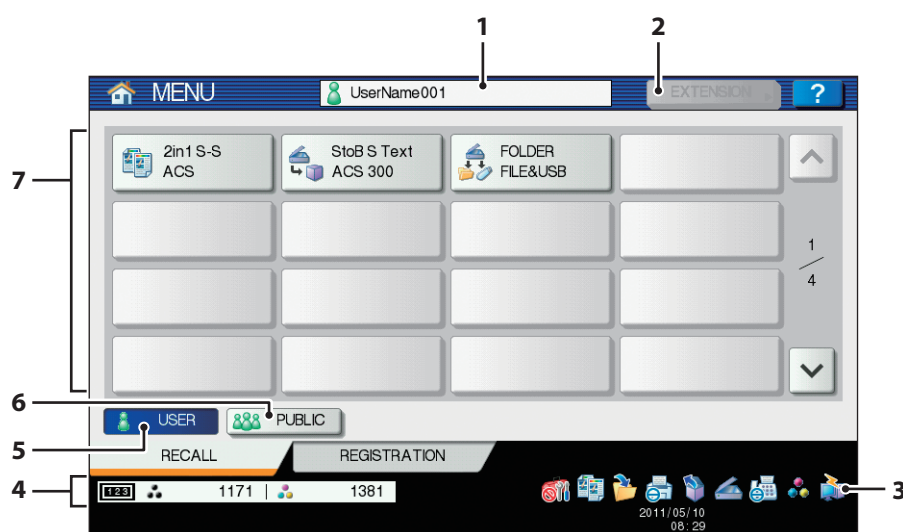 1 2
MENU UserName001 EXTENSION ?
7
2in1 S-S
ACS
StoB S Text
ACS 300
FOLDER
FILE&USB
1
4
6
USER PUBLIC
5
RECALL REGISTRATION
4
123 1171 1381
3
2011/05/10
08:29